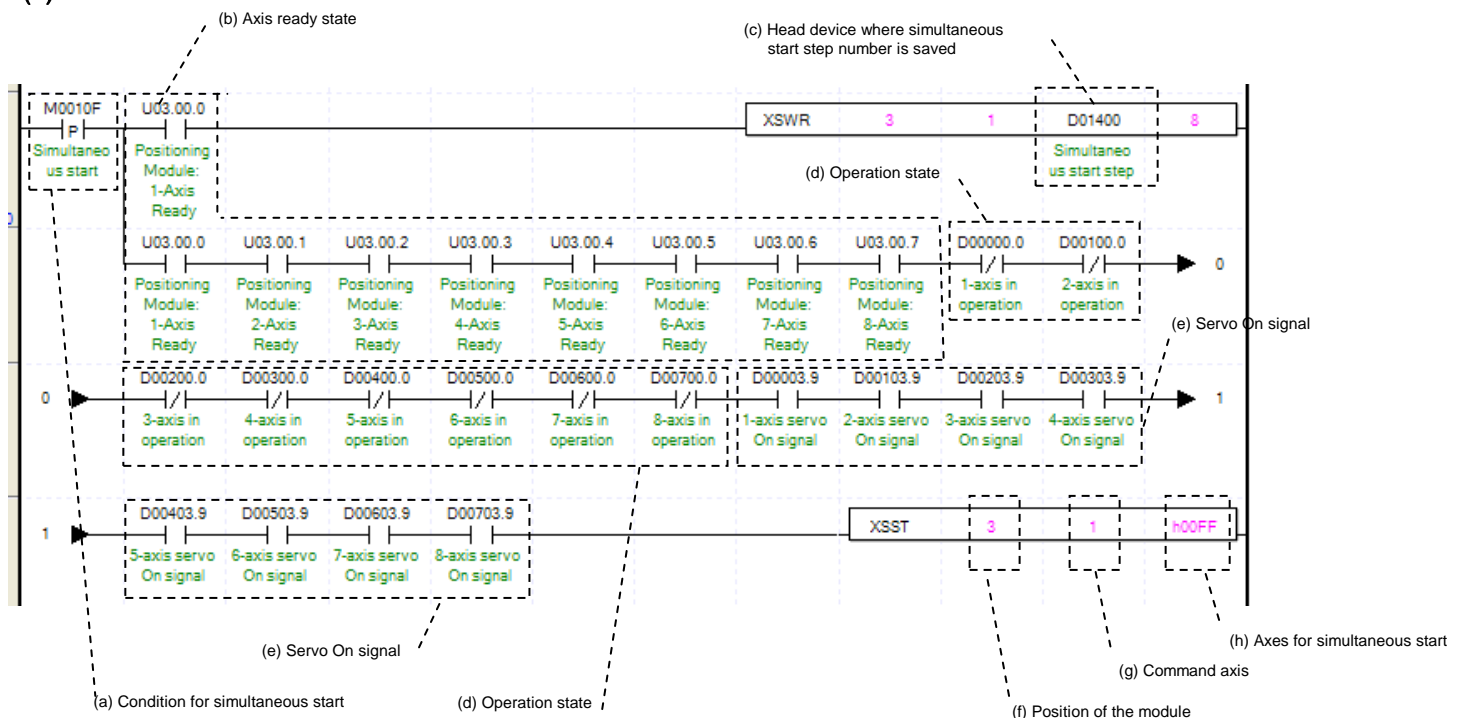 (b) Axis ready state
(c) Head device where simultaneous
start step number is saved
M0010F
U03.00.0
P
XSWR 3 1 D01400 8
Simultaneo
us start
Positioning
Module:
1-Axis
Ready
Simultaneo
us start step
(d) Operation state
U03.00.0 U03.00.1 U03.00.2 U03.00.3 U03.00.4 U03.00.5 U03.00.6 U03.00.7 D00000.0 D00100.0
0
Positioning Positioning Positioning Positioning Positioning Positioning Positioning Positioning 1-axis in 2-axis in
Module: Module: Module: Module: Module: Module: Module: Module: operation operation
1-Axis 2-Axis 3-Axis 4-Axis 5-Axis 6-Axis 7-Axis 8-Axis
Ready Ready Ready Ready Ready Ready Ready Ready
(e) Servo On signal
D00200.0 D00300.0 D00400.0 D00500.0 D00600.0 D00700.0 D00003.9 D00103.9 D00203.9 D00303.9
0 1
3-axis in 4-axis in 5-axis in 6-axis in 7-axis in 8-axis in 1-axis servo 2-axis servo 3-axis servo 4-axis servo
operation operation operation operation operation operation On signal On signal On signal On signal
D00403.9 D00503.9 D00603.9 D00703.9
1 XSST 3 1 h00FF
5-axis servo 6-axis servo 7-axis servo 8-axis servo
On signal On signal On signal On signal
(e) Servo On signal
(h) Axes for simultaneous start
(g) Command axis
(a) Condition for simultaneous start
(d) Operation state
(f) Position of the module